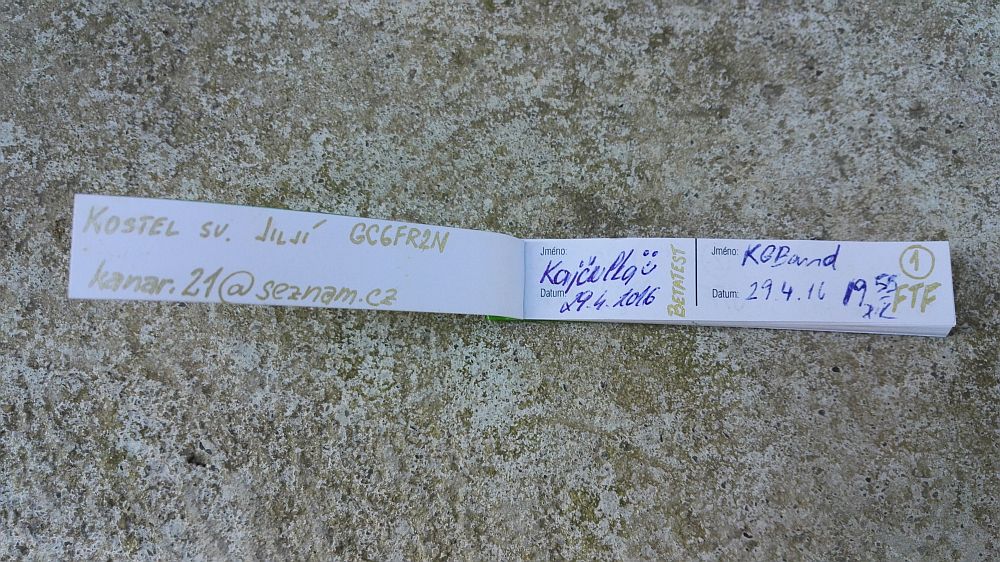 KOSTEL SV. JILJÍ GC6FR2N
kanar.21@seznam.cz
Jméno:
Datum: 29.4.2016
BETATEST
Jméno: KGBand
Datum: 29.4.16 19 55
1
FTF